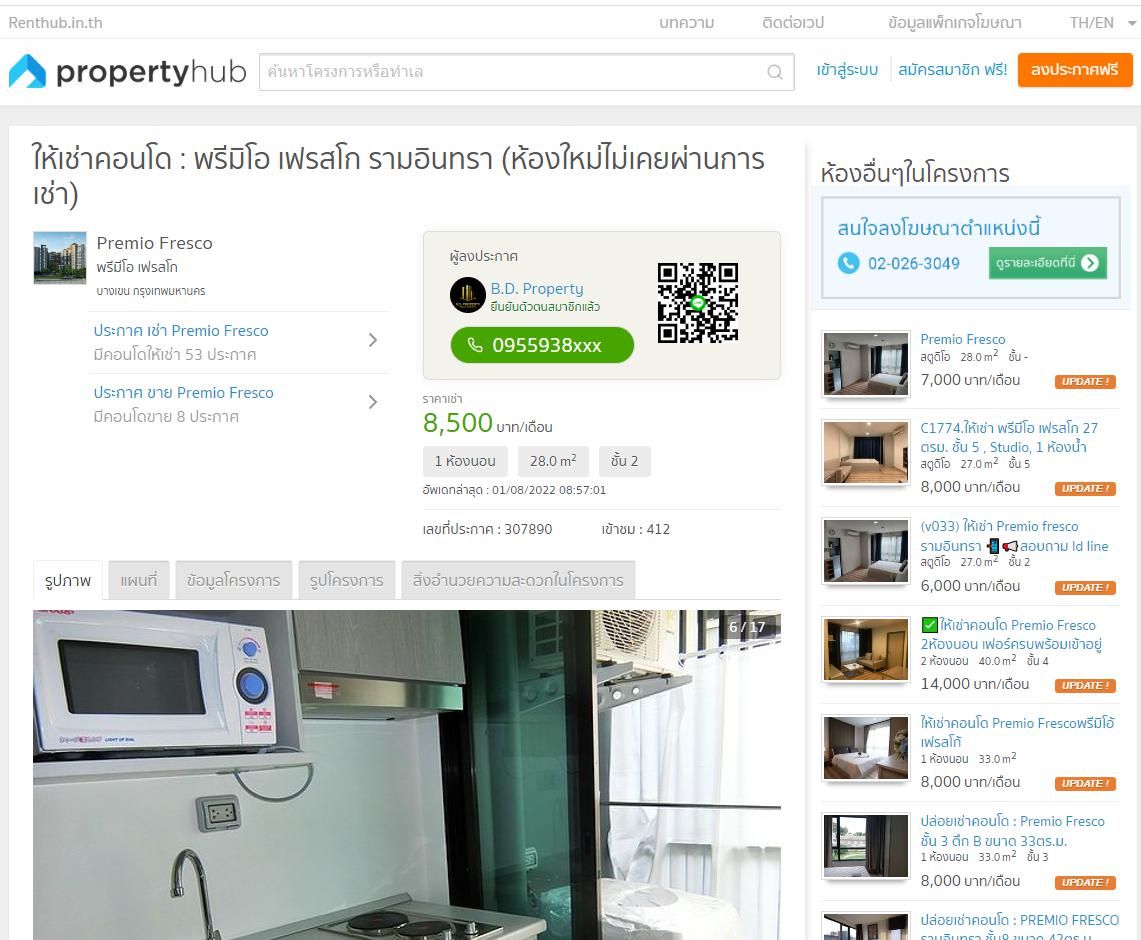 Renthub.in.th
บทความ
ติดต่อเวป
ข้อมูลแพ็กเกจโฆษณา
TH/EN
propertyhub
ค้นหาโครงการหรือทำเล
เข้าสู่ระบบ
สมัครสมาชิก ฟรี!
ลงประกาศฟรี
ให้เช่าคอนโด : พรีมิโอ เฟรสโก รามอินทรา (ห้องใหม่ไม่เคยผ่านการ
เช่า)
Premio Fresco
พรีมีโอ เฟรสโก
บางเขน กรุงเทพมหานคร
ประกาศ เช่า Premio Fresco
มีคอนโดให้เช่า 53 ประกาศ
ประกาศ ขาย Premio Fresco
มีคอนโดขาย 8 ประกาศ
ผู้ลงประกาศ
B.D. Property
ยืนยันตัวตนสมาชิกแล้ว
0955938xxx
ราคาเช่า
8,500 บาท/เดือน
1 ห้องนอน
28.0 m²
ชั้น 2
อัพเดทล่าสุด : 01/08/2022 08:57:01
เลขที่ประกาศ : 307890
เข้าชม : 412
รูปภาพ
แผนที่
ข้อมูลโครงการ
รูปโครงการ
สิ่งอำนวยความสะดวกในโครงการ
6 / 17
LIGHT UP DIAL
ห้องอื่นๆในโครงการ
สนใจลงโฆษณาตำแหน่งนี้
02-026-3049
ดูรายละเอียดที่นี่
Premio Fresco
สตูดิโอ 28.0 m² ชั้น -
7,000 บาท/เดือน
UPDATE !
C1774.ให้เช่า พรีมีโอ เฟรสโก 27
ตรม. ชั้น 5 , Studio, 1 ห้องน้ำ
สตูดิโอ 27.0 m² ชั้น 5
8,000 บาท/เดือน
UPDATE !
(v033) ให้เช่า Premio fresco
รามอินทรา 📲📢สอบถาม Id line
สตูดิโอ 27.0 m² ชั้น 2
6,000 บาท/เดือน
UPDATE !
✅ให้เช่าคอนโด Premio Fresco
2ห้องนอน เฟอร์ครบพร้อมเข้าอยู่
2 ห้องนอน 40.0 m² ชั้น 4
14,000 บาท/เดือน
UPDATE !
ให้เช่าคอนโด Premio Frescoพรีมีโอ้
เฟรสโก้
1 ห้องนอน 33.0 m²
8,000 บาท/เดือน
UPDATE !
ปล่อยเช่าคอนโด : Premio Fresco
ชั้น 3 ตึก B ขนาด 33ตร.ม.
1 ห้องนอน 33.0 m² ชั้น 3
8,000 บาท/เดือน
UPDATE !
ปล่อยเช่าคอนโด : PREMIO FRESCO
รามอินทรา ชั้น8 ขนาด 42ตร.ม.